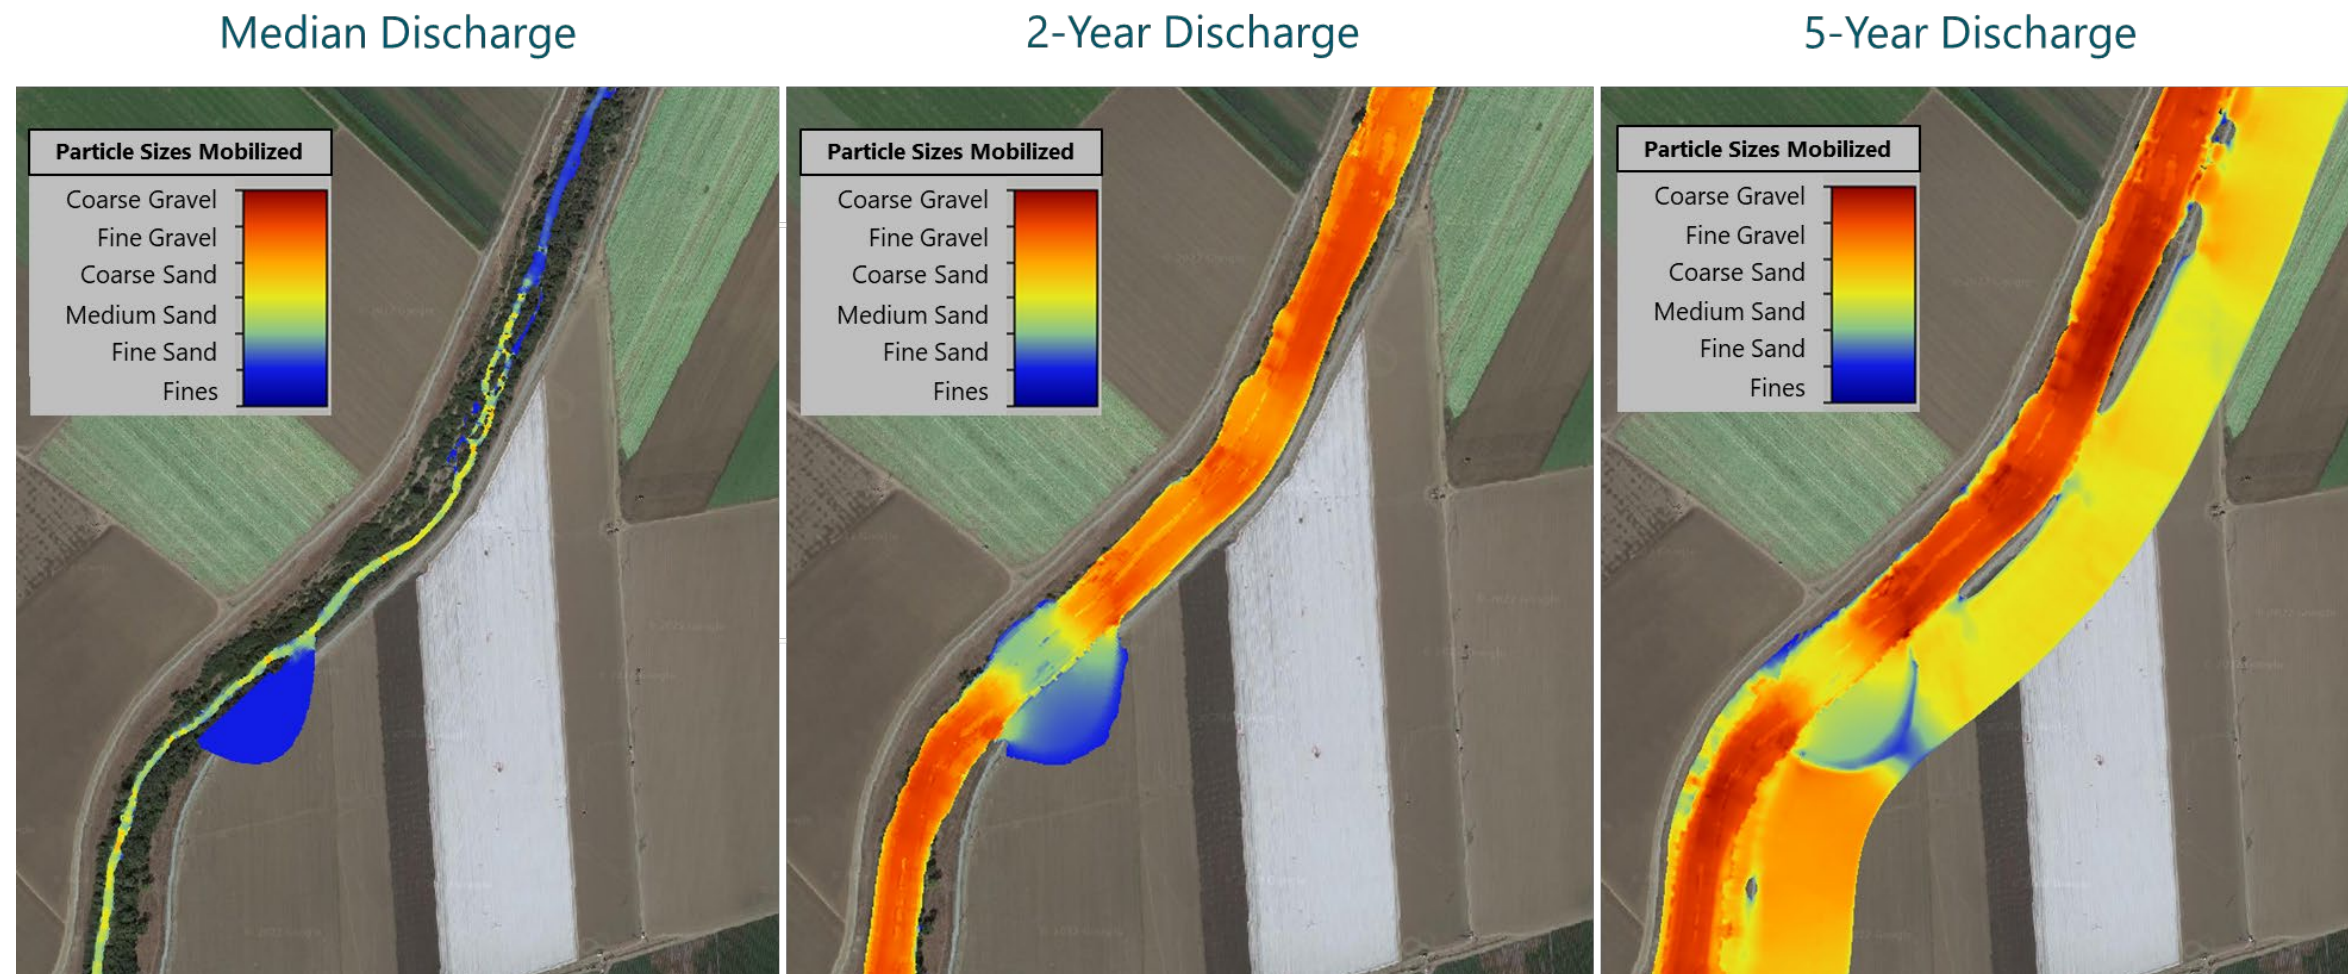 Median Discharge
2-Year Discharge
5-Year Discharge
Particle Sizes Mobilized
Coarse Gravel
Fine Gravel
Coarse Sand
Medium Sand
Fine Sand
Fines
Particle Sizes Mobilized
Coarse Gravel
Fine Gravel
Coarse Sand
Medium Sand
Fine Sand
Fines
Particle Sizes Mobilized
Coarse Gravel
Fine Gravel
Coarse Sand
Medium Sand
Fine Sand
Fines